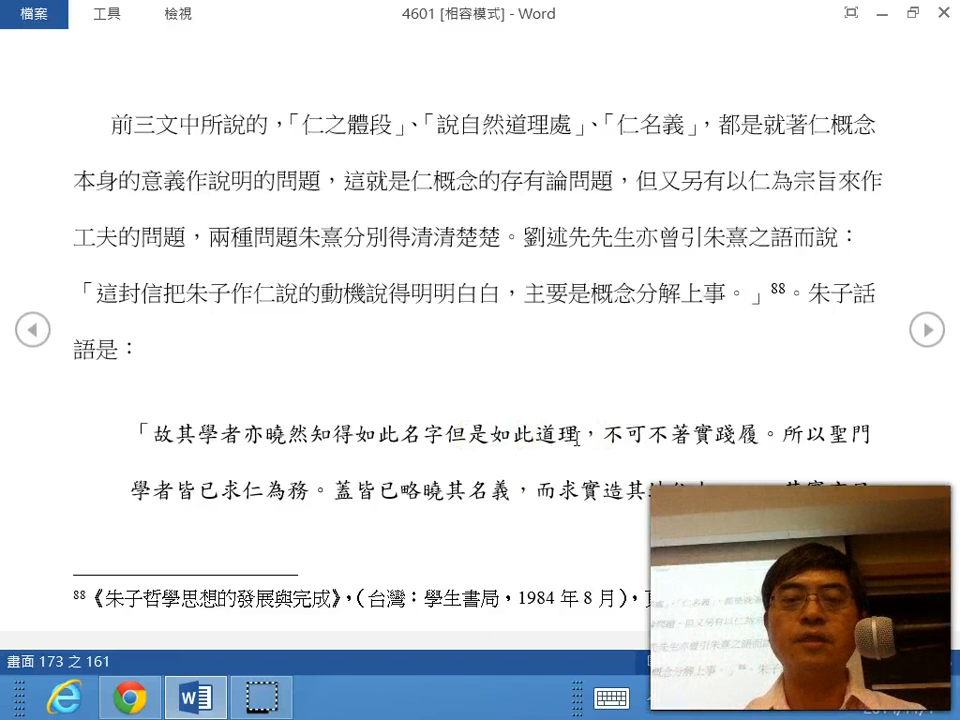 檔案 工具 檢視 4601 [相容模式] - Word
前三文中所說的，「仁之體段」、「說自然道理處」、「仁名義」，都是就著仁概念
本身的意義作說明的問題，這就是仁概念的存有論問題，但又另有以仁為宗旨來作
工夫的問題，兩種問題朱熹分別得清清楚楚。劉述先先生亦曾引朱熹之語而說：
「這封信把朱子作仁說的動機說得明明白白，主要是概念分解上事。」88。朱子話
語是：
「故其學者亦曉然知得如此名字但是如此道理，不可不著實踐履。所以聖門
學者皆已求仁為務。蓋皆已略曉其名義，而求實造其
88《朱子哲學思想的發展與完成》，（台灣：學生書局，1984 年 8 月），
畫面 173 之 161